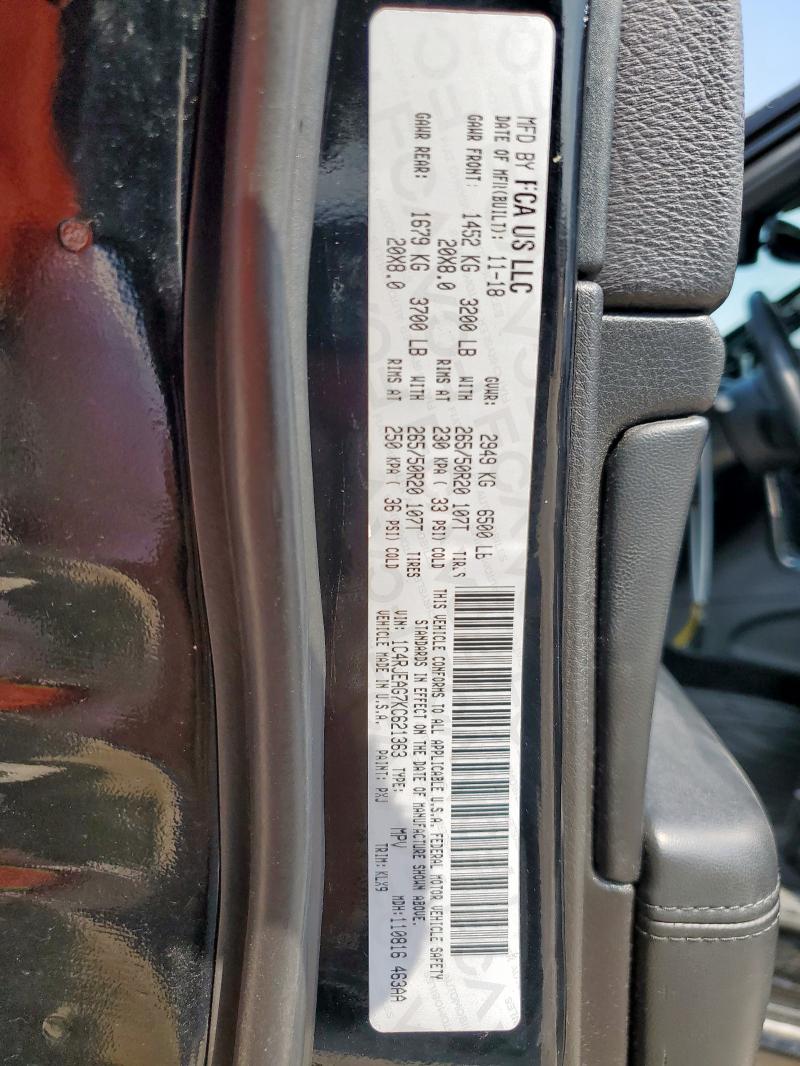 MFD BY FCA US LLC
DATE OF MFR(BUILT): 11-18 GVWR: 2949 KG 6500 LB
GAWR FRONT: 1452 KG 3200 LB WITH 265/50R20 107T TIRES
20X8.0 RIMS AT 230 KPA ( 33 PSI) COLD
GAWR REAR: 1679 KG 3700 LB WITH 265/50R20 107T TIRES
20X8.0 RIMS AT 250 KPA ( 36 PSI) COLD
THIS VEHICLE CONFORMS TO ALL APPLICABLE U.S.A. FEDERAL MOTOR VEHICLE SAFETY
STANDARDS IN EFFECT ON THE DATE OF MANUFACTURE SHOWN ABOVE.
VIN: 1C4RJEAG7KC621363 TYPE: MPV MDH:110816 463AA
VEHICLE MADE IN U.S.A. PAINT: PXJ TRIM: KLX9